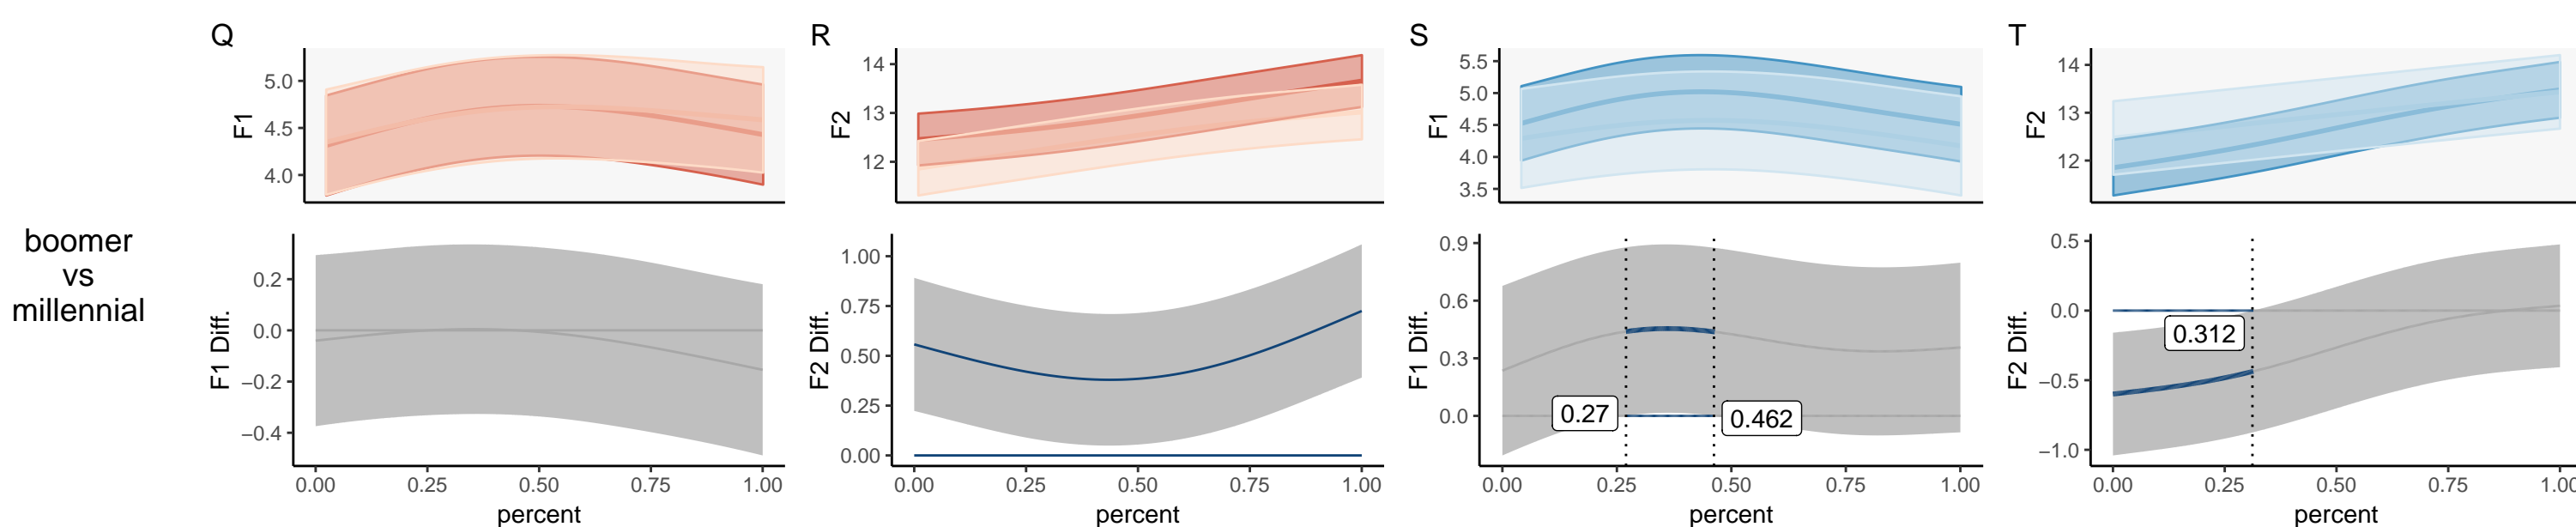 boomer
vs
millennial
Q
F1
5.0
4.5
4.0
F1 Diff.
0.2
0.0
−0.2
−0.4
0.00 0.25 0.50 0.75 1.00
percent
R
F2
14
13
12
F2 Diff.
1.00
0.75
0.50
0.25
0.00
0.00 0.25 0.50 0.75 1.00
percent
S
F1
5.5
5.0
4.5
4.0
3.5
F1 Diff.
0.9
0.6
0.3
0.0
0.27
0.462
0.00 0.25 0.50 0.75 1.00
percent
T
F2
14
13
12
F2 Diff.
0.5
0.0
−0.5
−1.0
0.312
0.00 0.25 0.50 0.75 1.00
percent